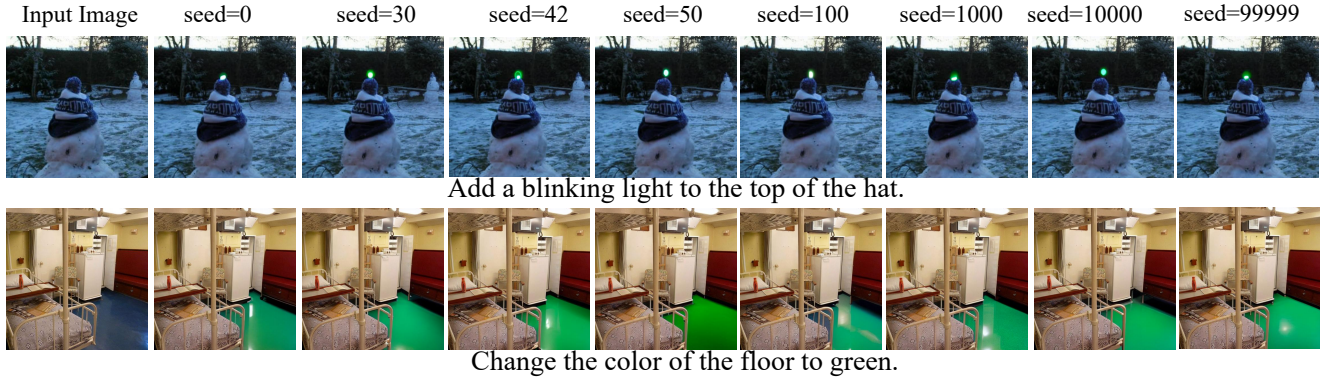 Input Image seed=0 seed=30 seed=42 seed=50 seed=100 seed=1000 seed=10000 seed=99999
Add a blinking light to the top of the hat.
Change the color of the floor to green.